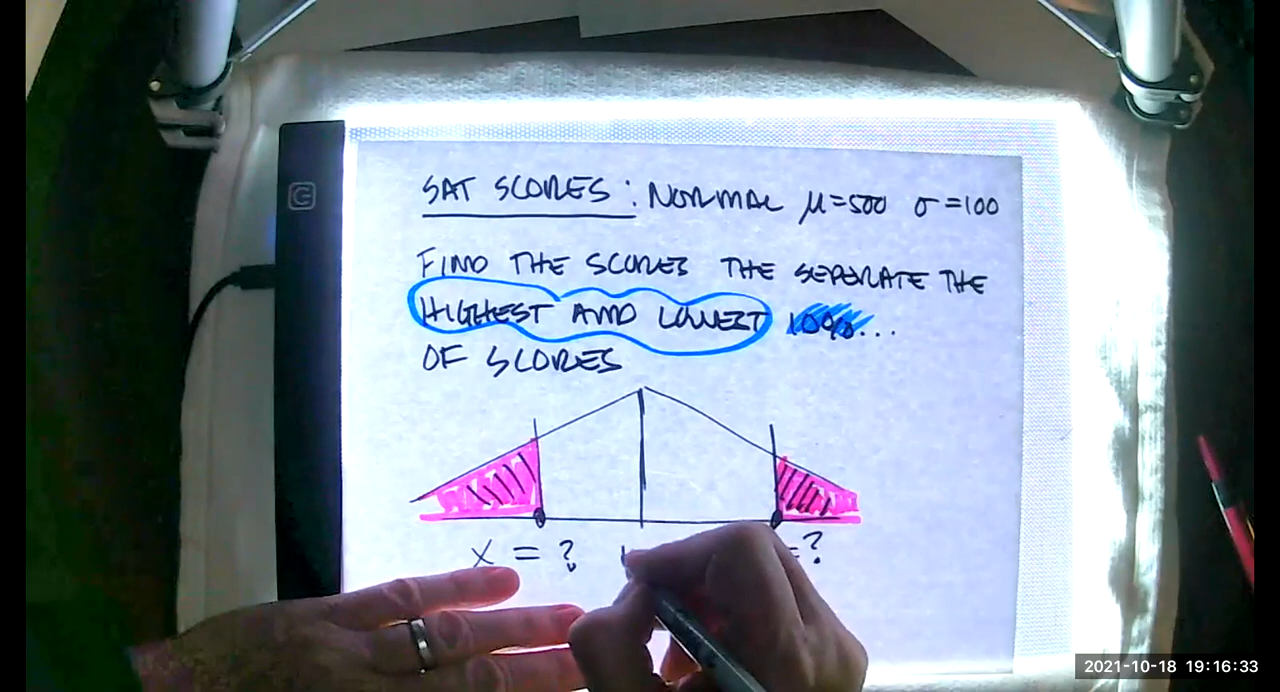 SAT SCORES: NORMAL μ=500 σ=100
FIND THE SCORES THE SEPERATE THE
HIGHEST AND LOWEST 10%...
OF SCORES
X = ?
=?
2021-10-18 19:16:33